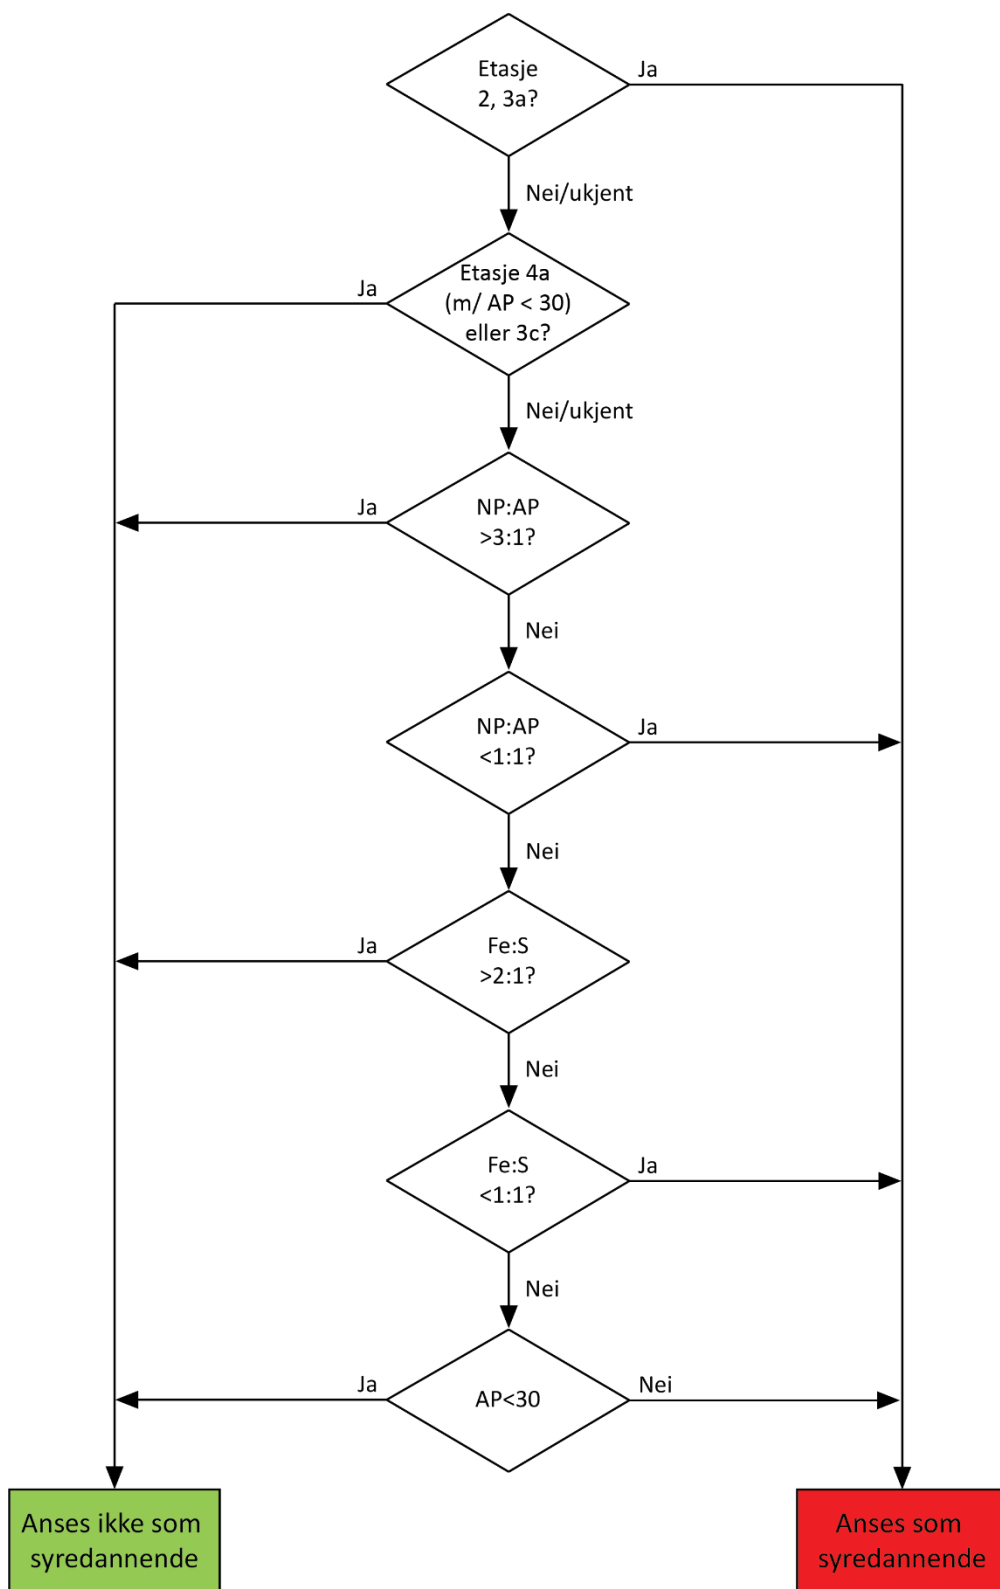 Etasje
2, 3a?
Ja
Nei/ukjent
Etasje 4a
(m/ AP < 30)
eller 3c?
Ja
Nei/ukjent
NP:AP
>3:1?
Ja
Nei
NP:AP
<1:1?
Ja
Nei
Fe:S
>2:1?
Ja
Nei
Fe:S
<1:1?
Ja
Nei
AP<30
Ja
Nei
Anses ikke som
syredannende
Anses som
syredannende